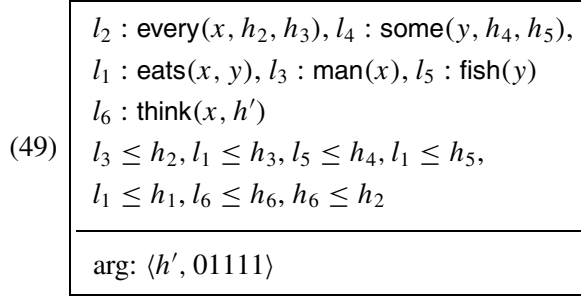 l₂ : every(x, h₂, h₃), l₄ : some(y, h₄, h₅),
l₁ : eats(x, y), l₃ : man(x), l₅ : fish(y)
l₆ : think(x, h′)
(49)
l₃ ≤ h₂, l₁ ≤ h₃, l₅ ≤ h₄, l₁ ≤ h₅,
l₁ ≤ h₁, l₆ ≤ h₆, h₆ ≤ h₂
arg: ⟨h′, 01111⟩